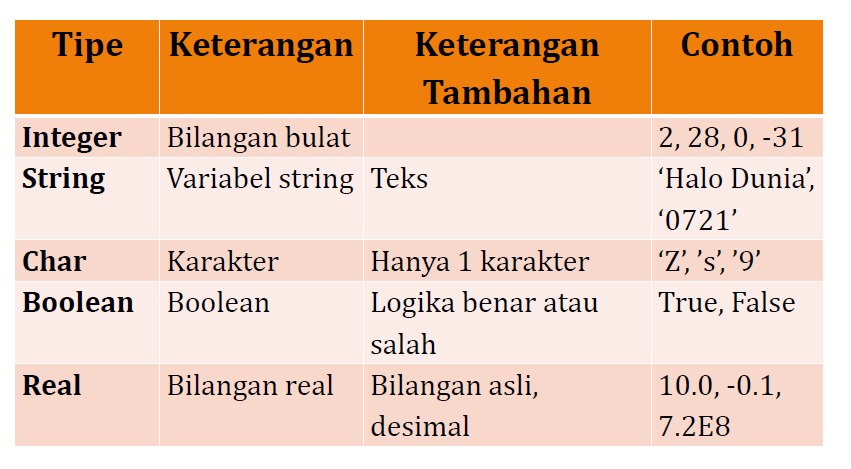 Tipe Keterangan Keterangan Tambahan Contoh
Integer Bilangan bulat 2, 28, 0, -31
String Variabel string Teks ‘Halo Dunia’, ‘0721’
Char Karakter Hanya 1 karakter ‘Z’, ’s’, ’9’
Boolean Boolean Logika benar atau salah True, False
Real Bilangan real Bilangan asli, desimal 10.0, -0.1, 7.2E8